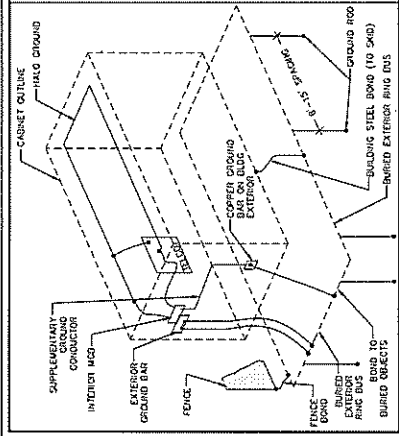 CABINET OUTLINE
HALO GROUND
SUPPLEMENTARY
GROUND
CONDUCTOR
INTERIOR MGB
EXTERIOR
GROUND BAR
FENCE
TELCO
COPPER GROUND
BAR ON BLDG
EXTERIOR
8'-15' SPACING
GROUND ROD
BUILDING STEEL BOND (TO SKID)
BURIED EXTERIOR RING BUS
FENCE
BOND
BURIED
EXTERIOR
RING BUS
BOND TO
BURIED OBJECTS